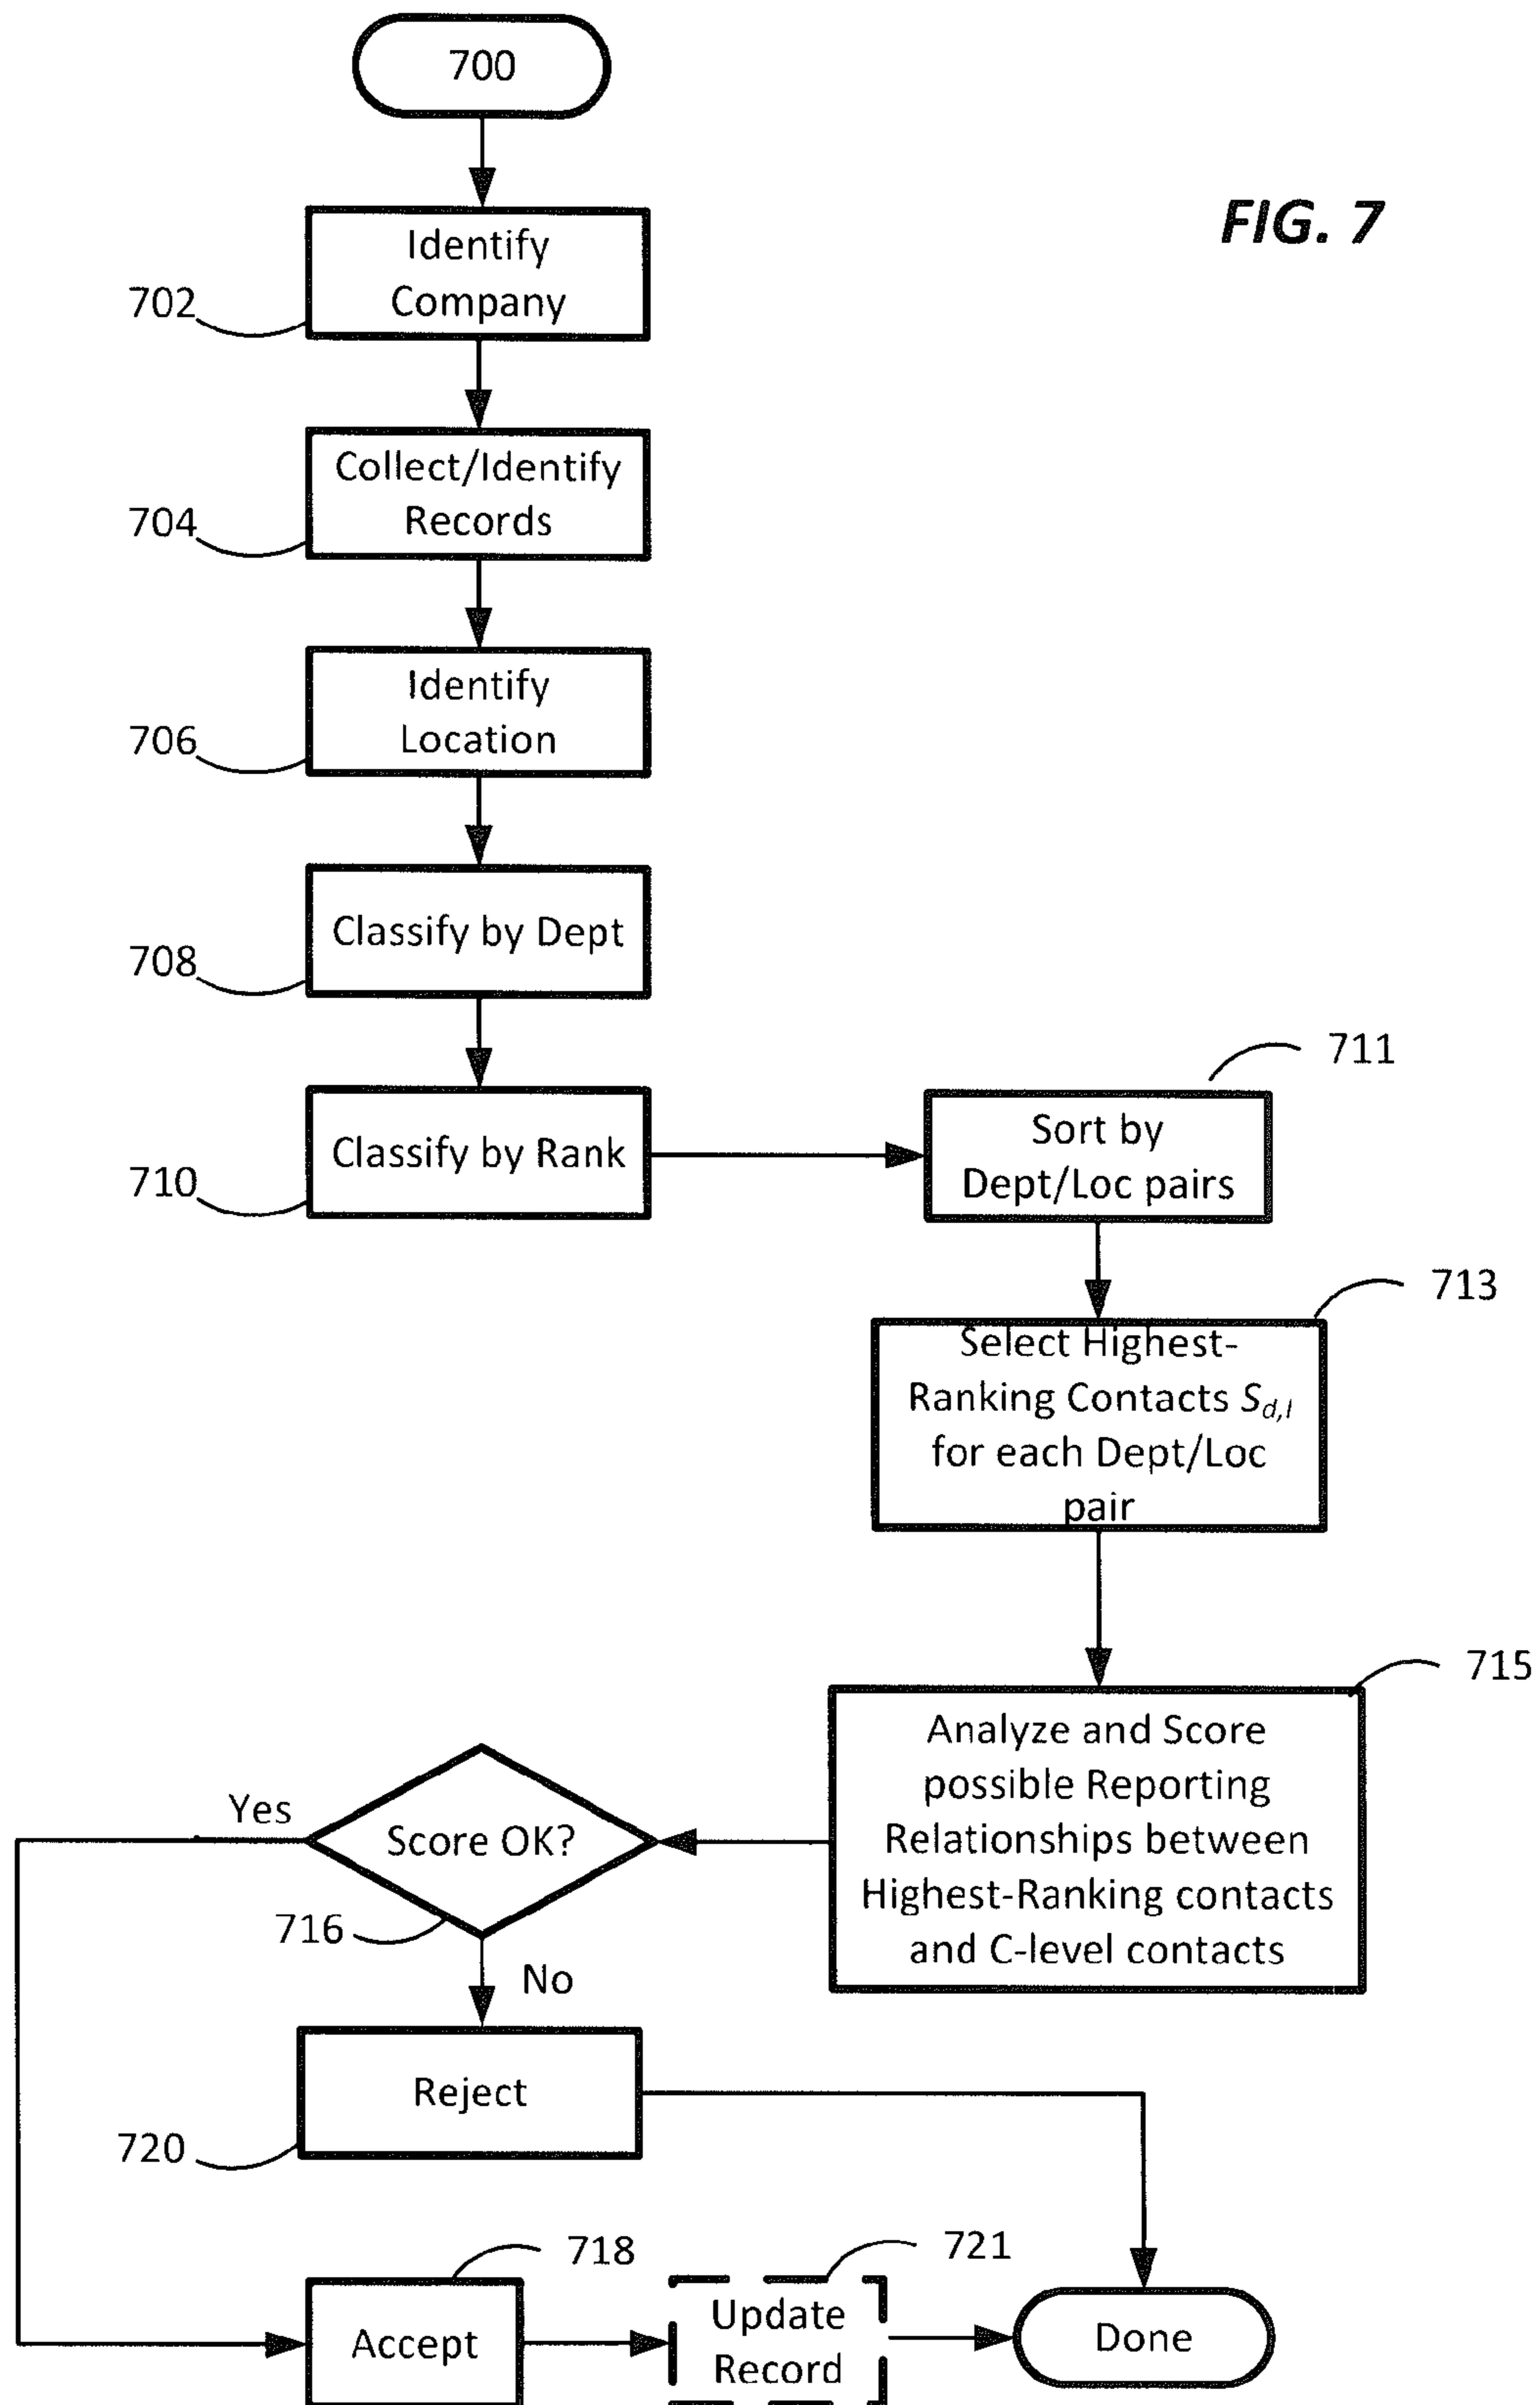 700
FIG. 7
Identify
Company
702
Collect/Identify
Records
704
Identify
Location
706
Classify by Dept
708
Classify by Rank
710
711
Sort by
Dept/Loc pairs
713
Select Highest-
Ranking Contacts Sd,l
for each Dept/Loc
pair
715
Analyze and Score
possible Reporting
Relationships between
Highest-Ranking contacts
and C-level contacts
Yes
Score OK?
716
No
Reject
720
718
Accept
721
Update
Record
Done